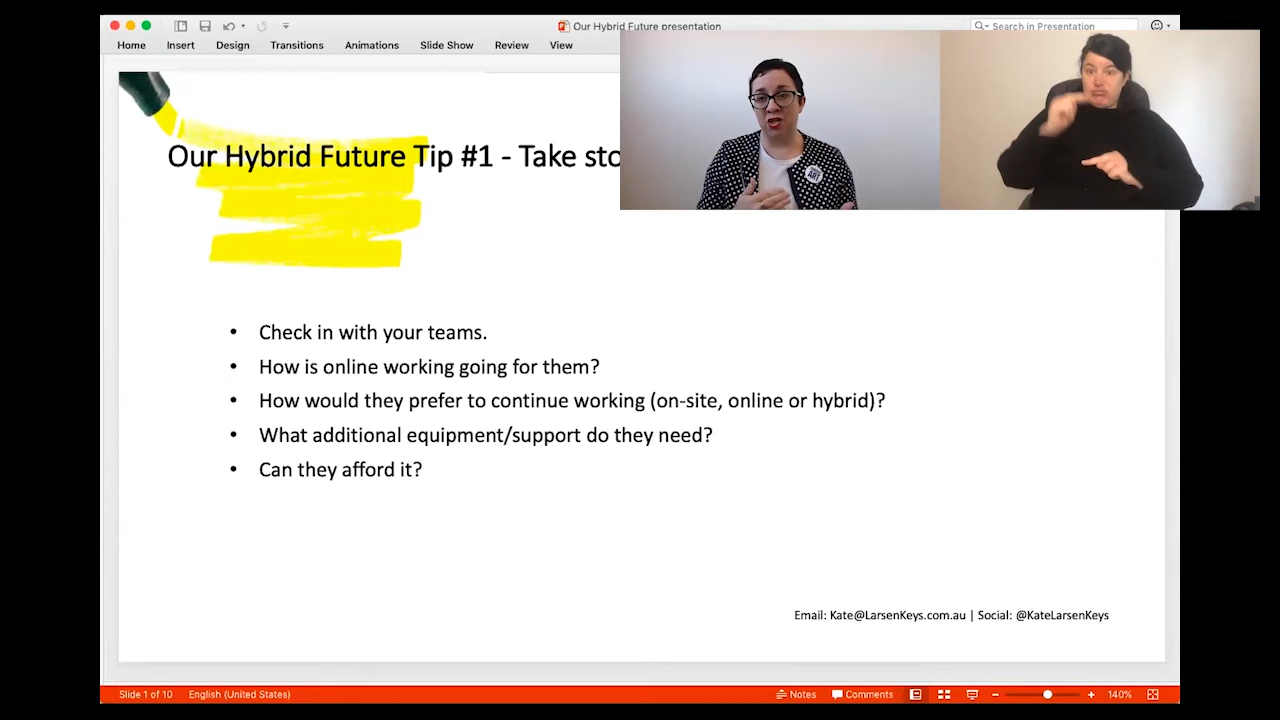 Our Hybrid Future presentation
Search in Presentation
Home Insert Design Transitions Animations Slide Show Review View
Our Hybrid Future Tip #1 - Take sto
ART
• Check in with your teams.
• How is online working going for them?
• How would they prefer to continue working (on-site, online or hybrid)?
• What additional equipment/support do they need?
• Can they afford it?
Email: Kate@LarsenKeys.com.au | Social: @KateLarsenKeys
Slide 1 of 10 English (United States) Notes Comments 140%